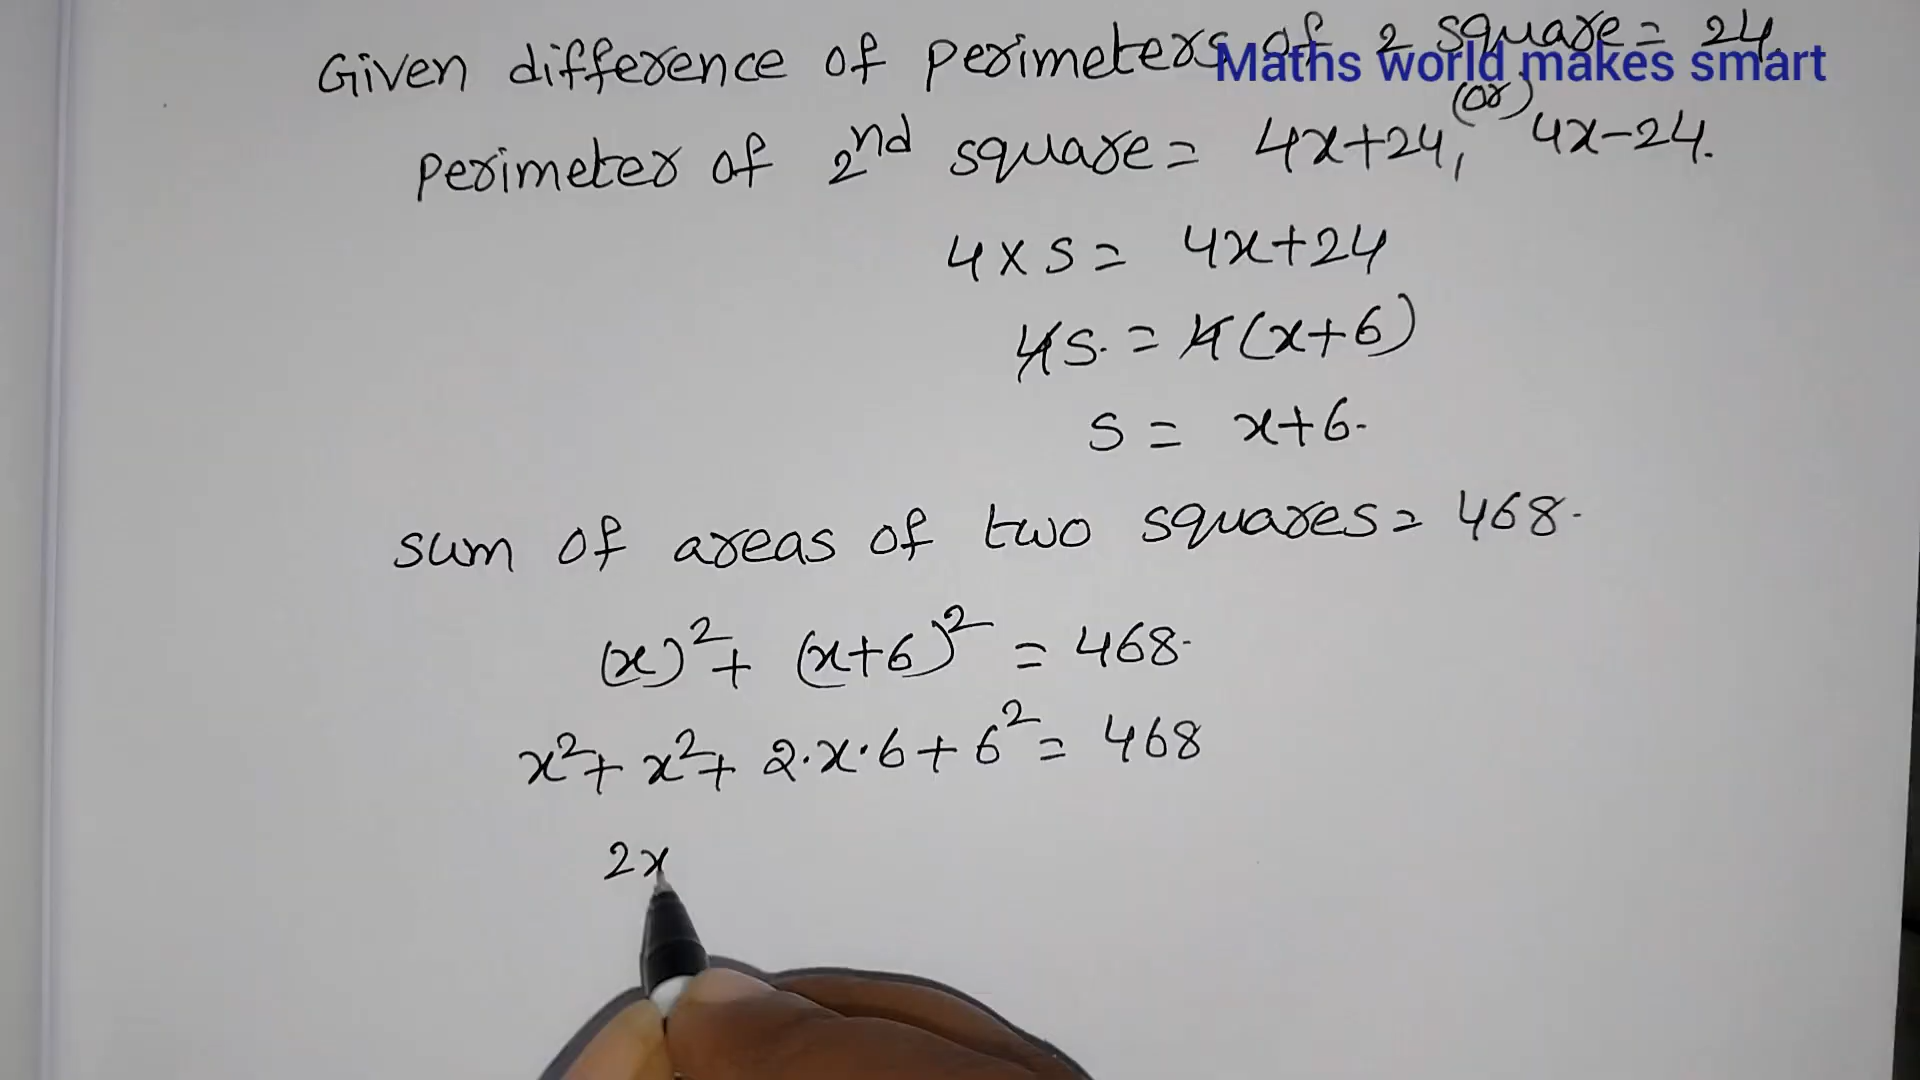 Given difference of perimeters of 2 square = 24.
Maths world makes smart
(or)
perimeter of 2nd square = 4x+24, 4x-24.
4 × s = 4x+24
4s. = 4(x+6)
s = x+6.
sum of areas of two squares = 468.
(x)² + (x+6)² = 468.
x² + x² + 2·x·6 + 6² = 468
2x